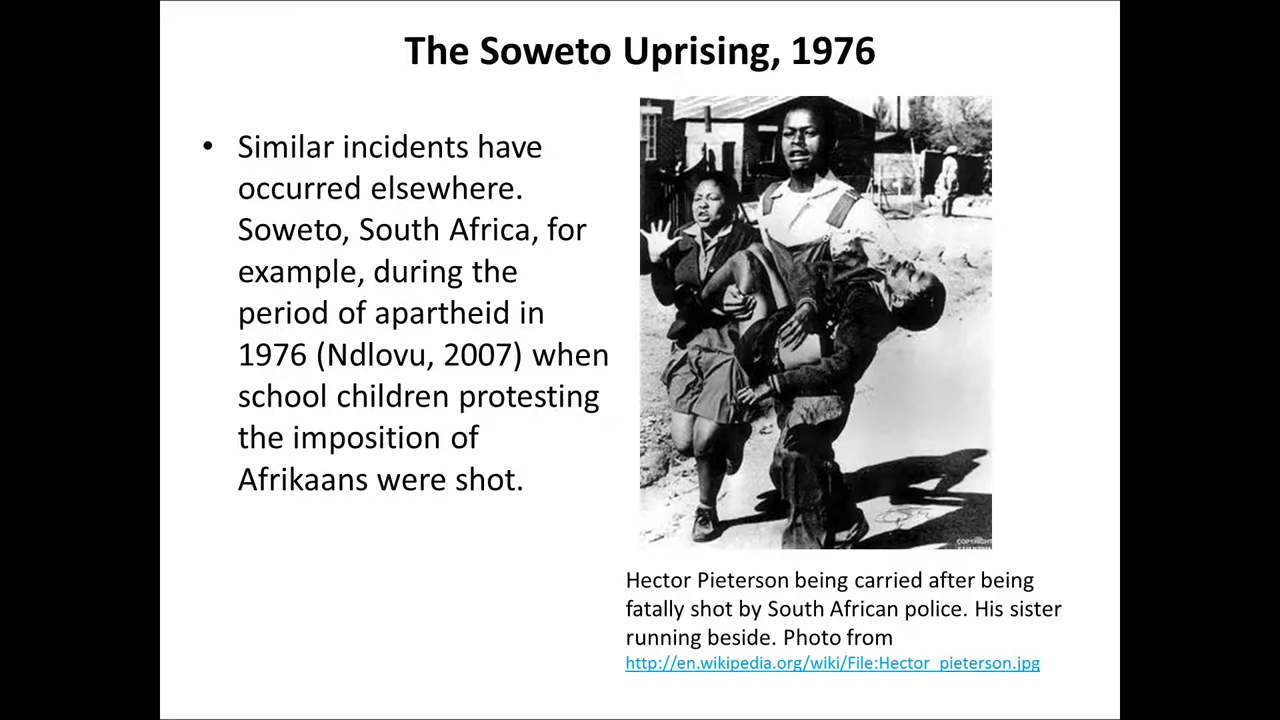 The Soweto Uprising, 1976
• Similar incidents have
occurred elsewhere.
Soweto, South Africa, for
example, during the
period of apartheid in
1976 (Ndlovu, 2007) when
school children protesting
the imposition of
Afrikaans were shot.
COPYRIGHT
Hector Pieterson being carried after being
fatally shot by South African police. His sister
running beside. Photo from
http://en.wikipedia.org/wiki/File:Hector_pieterson.jpg